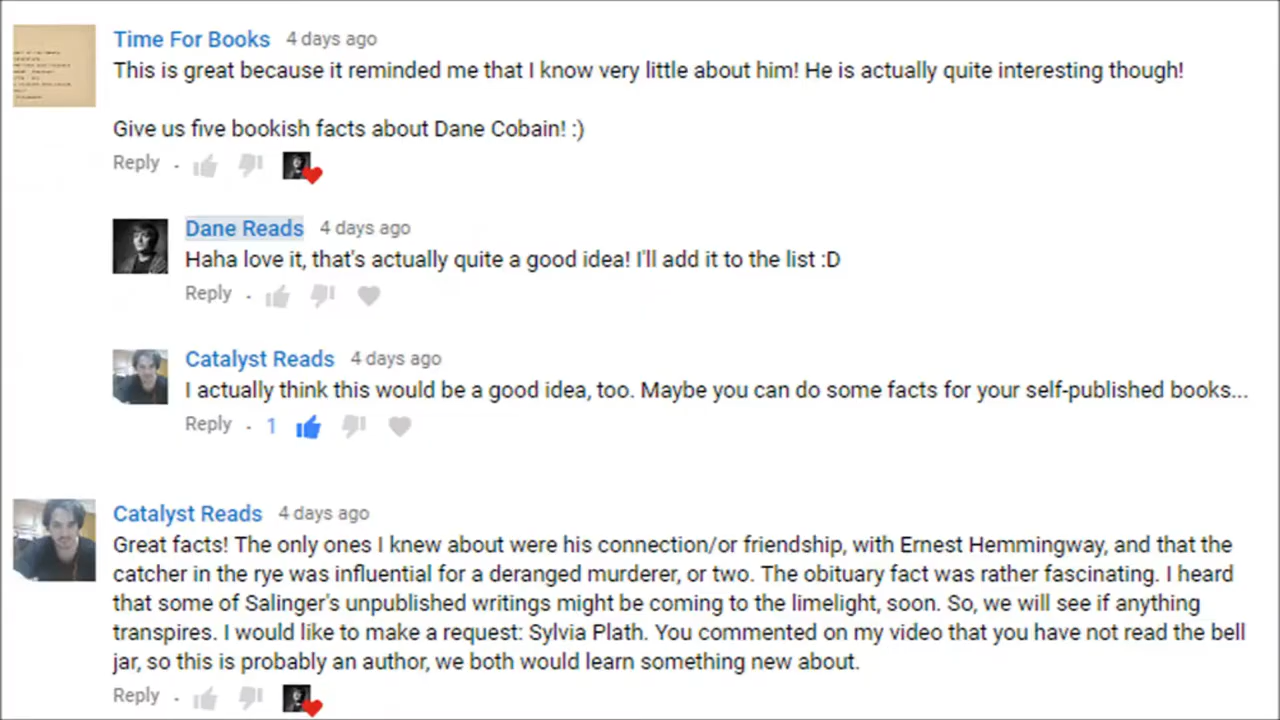 Time For Books 4 days ago
This is great because it reminded me that I know very little about him! He is actually quite interesting though!
Give us five bookish facts about Dane Cobain! :)
Reply
Dane Reads 4 days ago
Haha love it, that's actually quite a good idea! I'll add it to the list :D
Reply
Catalyst Reads 4 days ago
I actually think this would be a good idea, too. Maybe you can do some facts for your self-published books...
Reply 1
Catalyst Reads 4 days ago
Great facts! The only ones I knew about were his connection/or friendship, with Ernest Hemmingway, and that the
catcher in the rye was influential for a deranged murderer, or two. The obituary fact was rather fascinating. I heard
that some of Salinger's unpublished writings might be coming to the limelight, soon. So, we will see if anything
transpires. I would like to make a request: Sylvia Plath. You commented on my video that you have not read the bell
jar, so this is probably an author, we both would learn something new about.
Reply